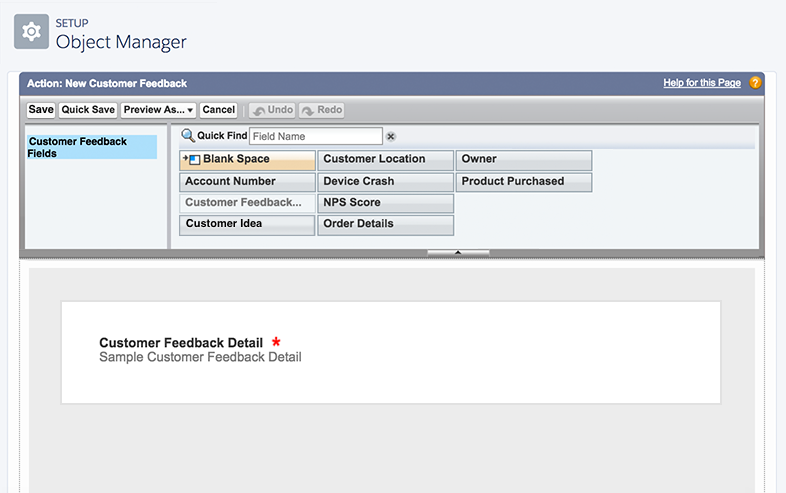 SETUP
Object Manager
Action: New Customer Feedback Help for this Page ?
Save Quick Save Preview As... Cancel Undo Redo
Customer Feedback
Fields
Quick Find Field Name
Blank Space Customer Location Owner
Account Number Device Crash Product Purchased
Customer Feedback... NPS Score
Customer Idea Order Details
Customer Feedback Detail *
Sample Customer Feedback Detail